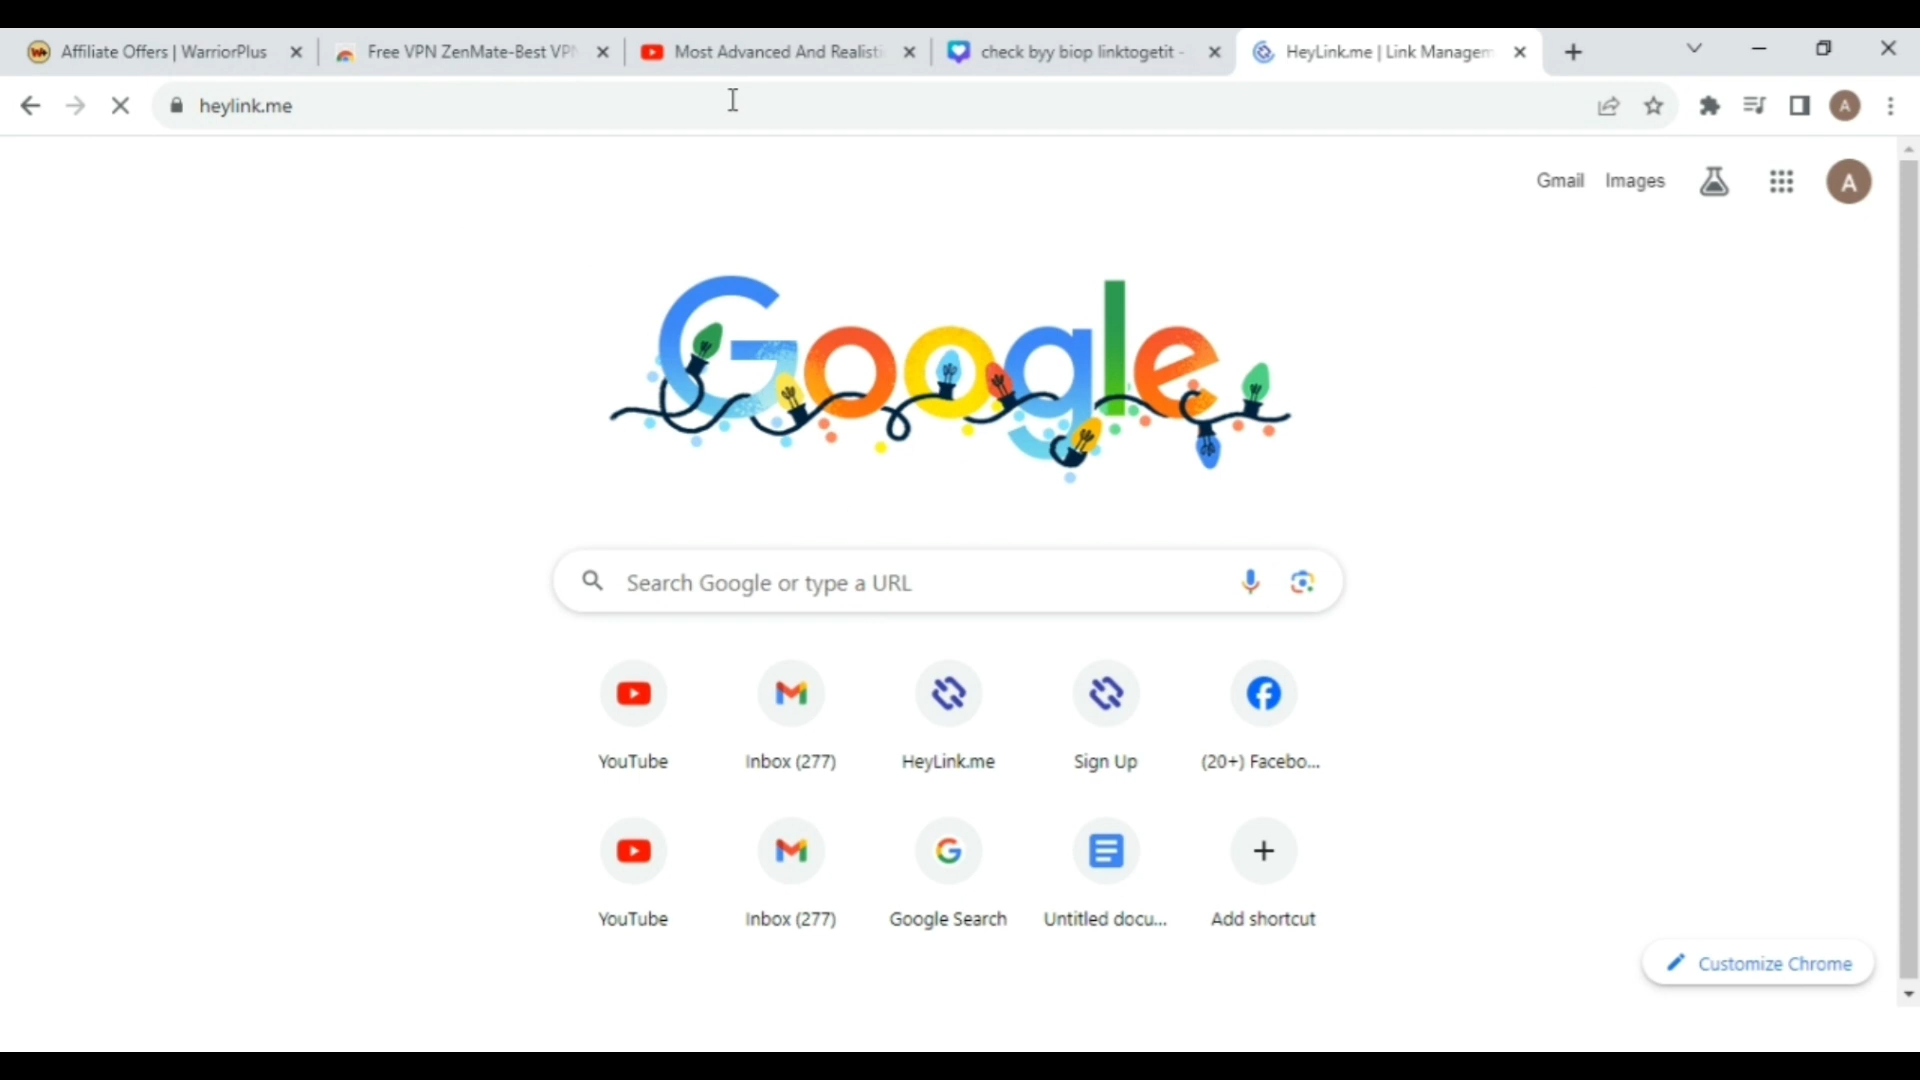 Affiliate Offers | WarriorPlus
Free VPN ZenMate-Best VPN
Most Advanced And Realisti
check byy biop linktogetit -
HeyLink.me | Link Managem
heylink.me
A
Gmail Images A
Google
Search Google or type a URL
YouTube Inbox (277) HeyLink.me Sign Up (20+) Facebo...
YouTube Inbox (277) Google Search Untitled docu... Add shortcut
Customize Chrome